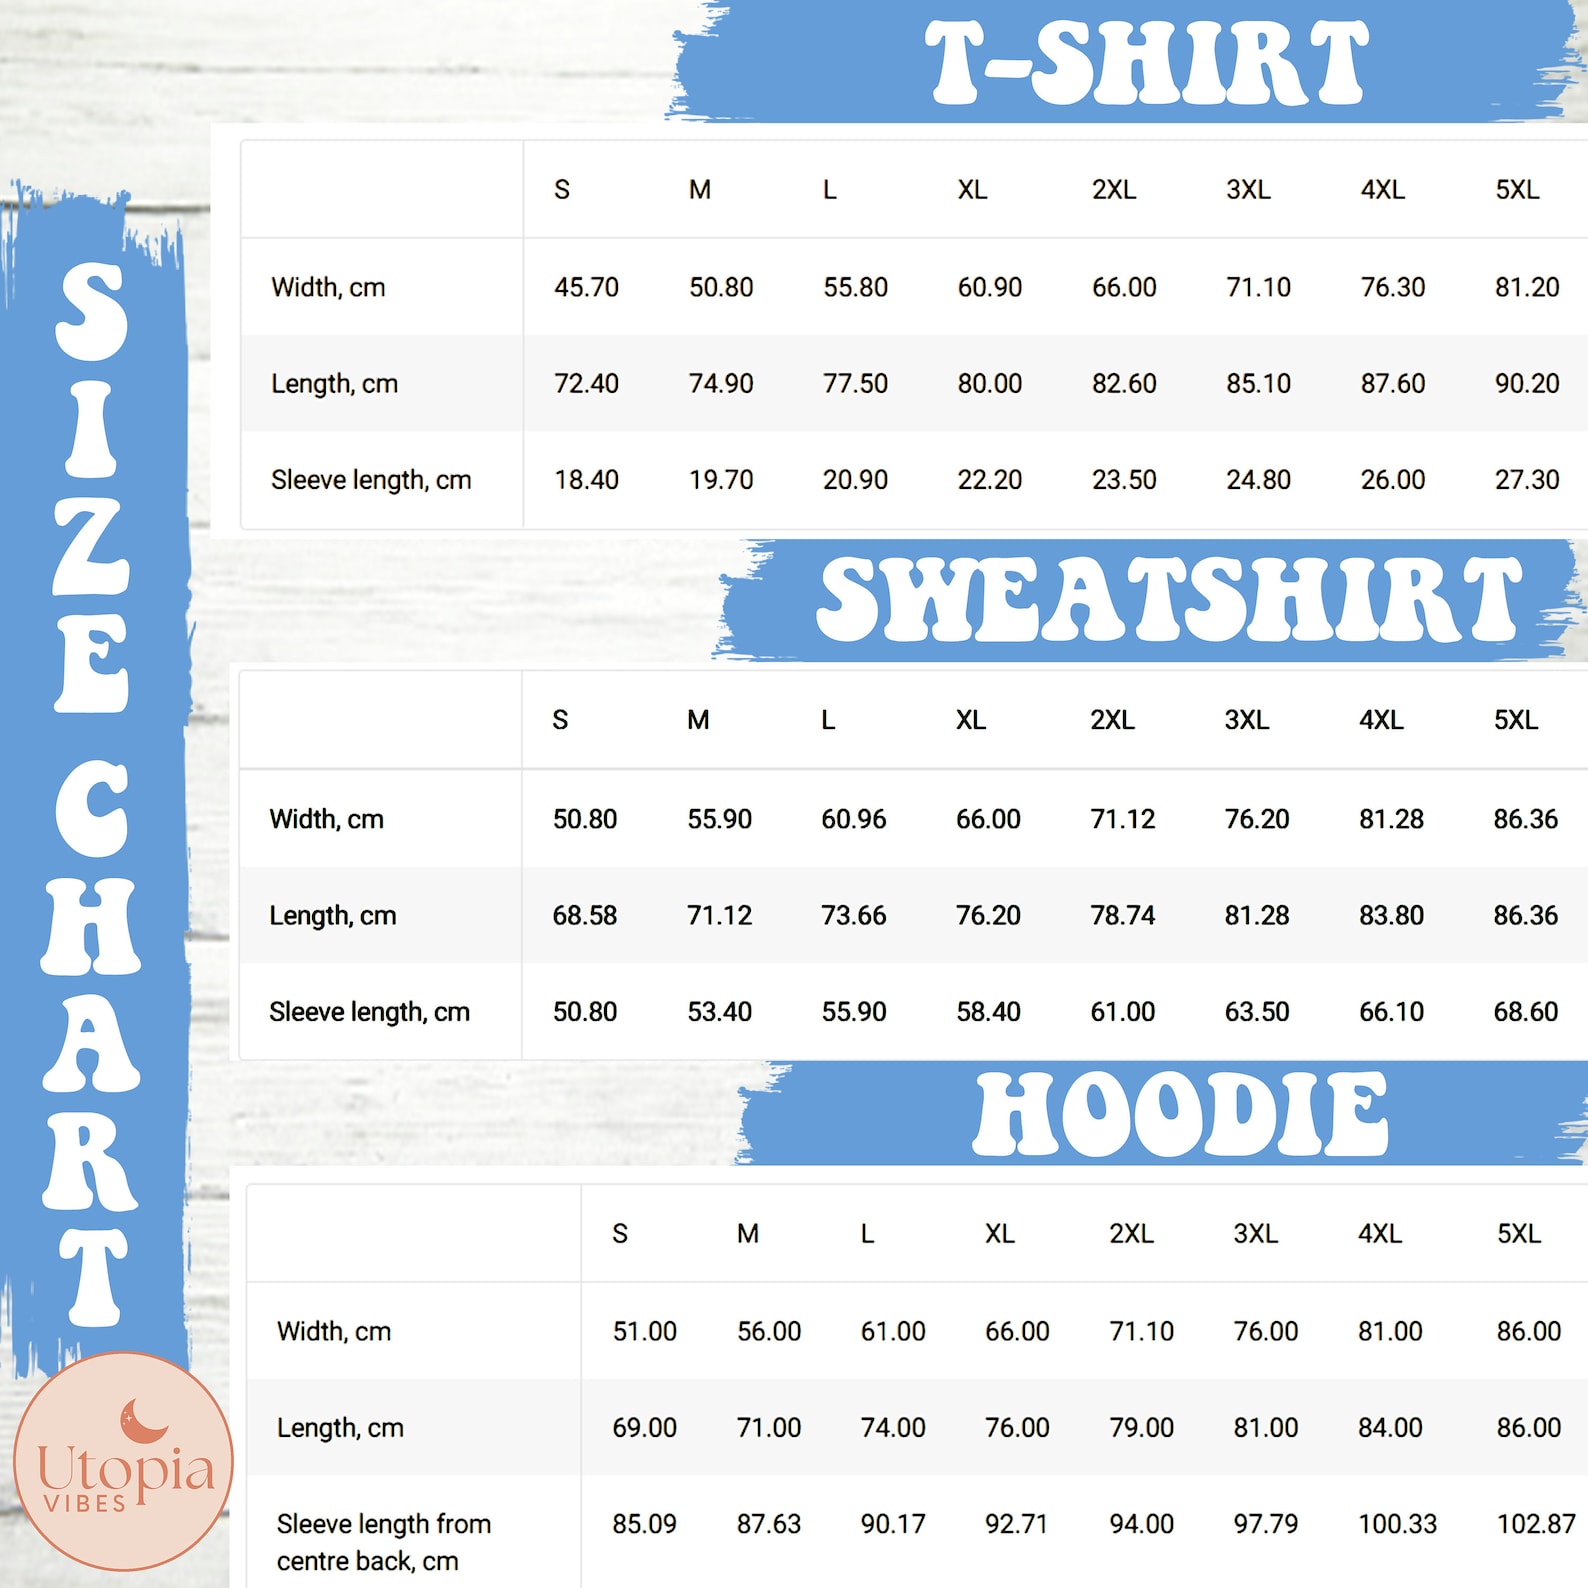 T-SHIRT
S M L XL 2XL 3XL 4XL 5XL
Width, cm 45.70 50.80 55.80 60.90 66.00 71.10 76.30 81.20
Length, cm 72.40 74.90 77.50 80.00 82.60 85.10 87.60 90.20
Sleeve length, cm 18.40 19.70 20.90 22.20 23.50 24.80 26.00 27.30
SWEATSHIRT
S M L XL 2XL 3XL 4XL 5XL
Width, cm 50.80 55.90 60.96 66.00 71.12 76.20 81.28 86.36
Length, cm 68.58 71.12 73.66 76.20 78.74 81.28 83.80 86.36
Sleeve length, cm 50.80 53.40 55.90 58.40 61.00 63.50 66.10 68.60
HOODIE
S M L XL 2XL 3XL 4XL 5XL
Width, cm 51.00 56.00 61.00 66.00 71.10 76.00 81.00 86.00
Length, cm 69.00 71.00 74.00 76.00 79.00 81.00 84.00 86.00
Sleeve length from 85.09 87.63 90.17 92.71 94.00 97.79 100.33 102.87
centre back, cm
SIZE CHART
Utopia
VIBES